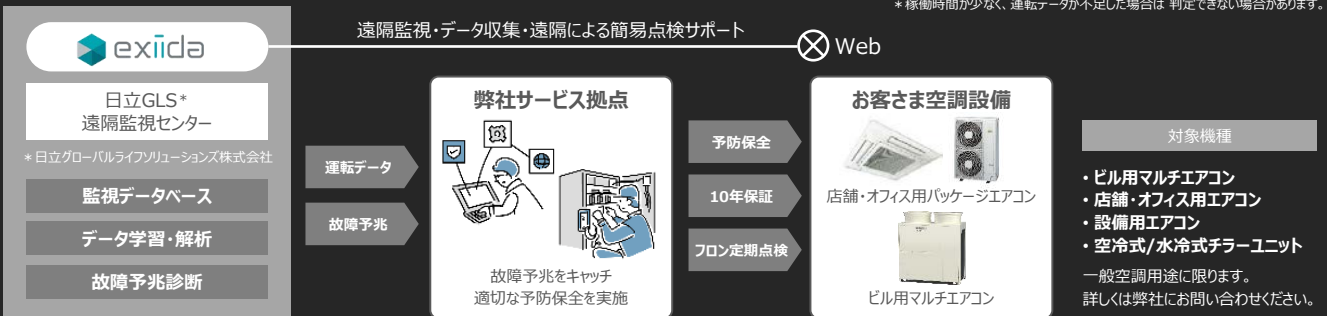 *稼働時間が少なく、運転データが不足した場合は 判定できない場合があります。
exiida
遠隔監視・データ収集・遠隔による簡易点検サポート
Web
日立GLS*
遠隔監視センター
*日立グローバルライフソリューションズ株式会社
監視データベース
データ学習・解析
故障予兆診断
運転データ
故障予兆
弊社サービス拠点
故障予兆をキャッチ
適切な予防保全を実施
予防保全
10年保証
フロン定期点検
お客さま空調設備
店舗・オフィス用パッケージエアコン
ビル用マルチエアコン
対象機種
・ビル用マルチエアコン
・店舗・オフィス用エアコン
・設備用エアコン
・空冷式/水冷式チラーユニット
一般空調用途に限ります。
詳しくは弊社にお問い合わせください。